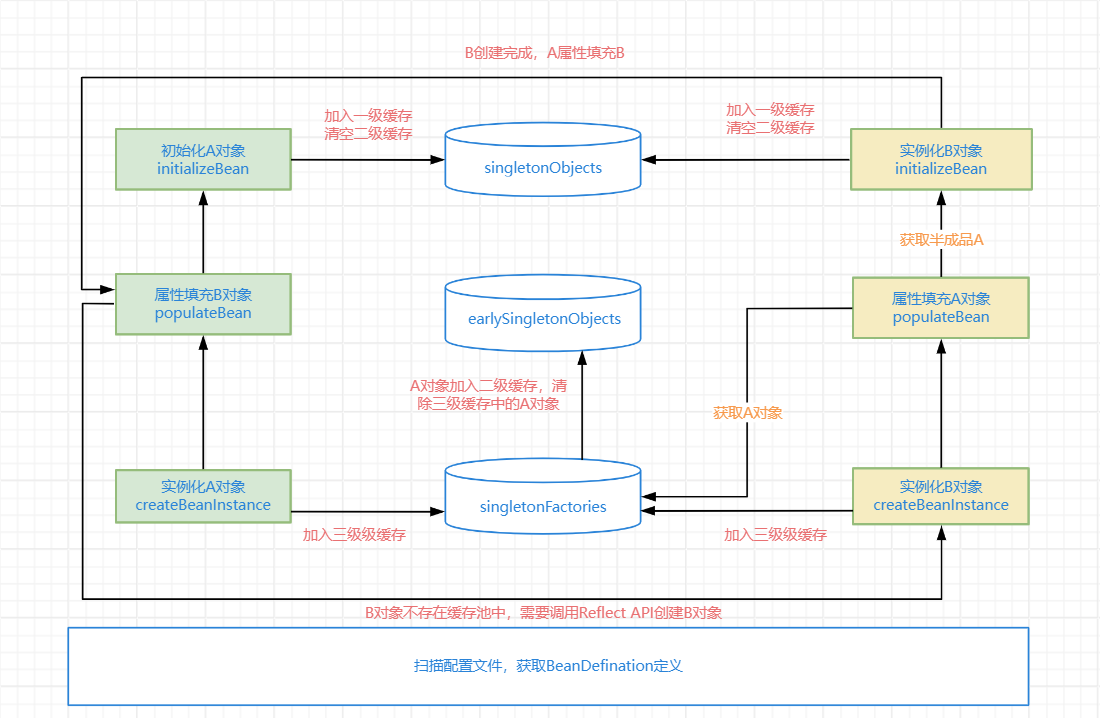 B创建完成，A属性填充B
加入一级缓存
清空二级缓存
加入一级缓存
清空二级缓存
初始化A对象
initializeBean
singletonObjects
实例化B对象
initializeBean
获取半成品A
属性填充B对象
populateBean
earlySingletonObjects
属性填充A对象
populateBean
A对象加入二级缓存，清
除三级缓存中的A对象
获取A对象
实例化A对象
createBeanInstance
singletonFactories
实例化B对象
createBeanInstance
加入三级级缓存
加入三级级缓存
B对象不存在缓存池中，需要调用Reflect API创建B对象
扫描配置文件，获取BeanDefination定义